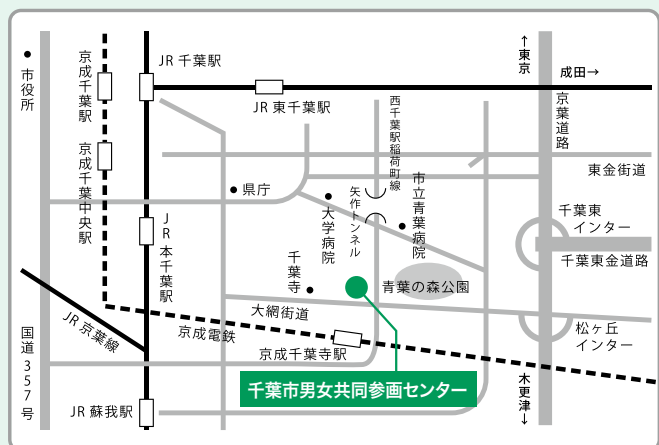 市役所
京成千葉駅
JR 千葉駅
↑東京
成田→
JR 東千葉駅
西千葉駅稲荷町線
京葉道路
京成千葉中央駅
東金街道
県庁
大学病院
矢作トンネル
市立青葉病院
千葉東
インター
JR 本千葉駅
千葉寺
青葉の森公園
千葉東金道路
大網街道
JR 京葉線
京成電鉄
松ヶ丘
インター
国道357号
京成千葉寺駅
千葉市男女共同参画センター
木更津↓
JR 蘇我駅